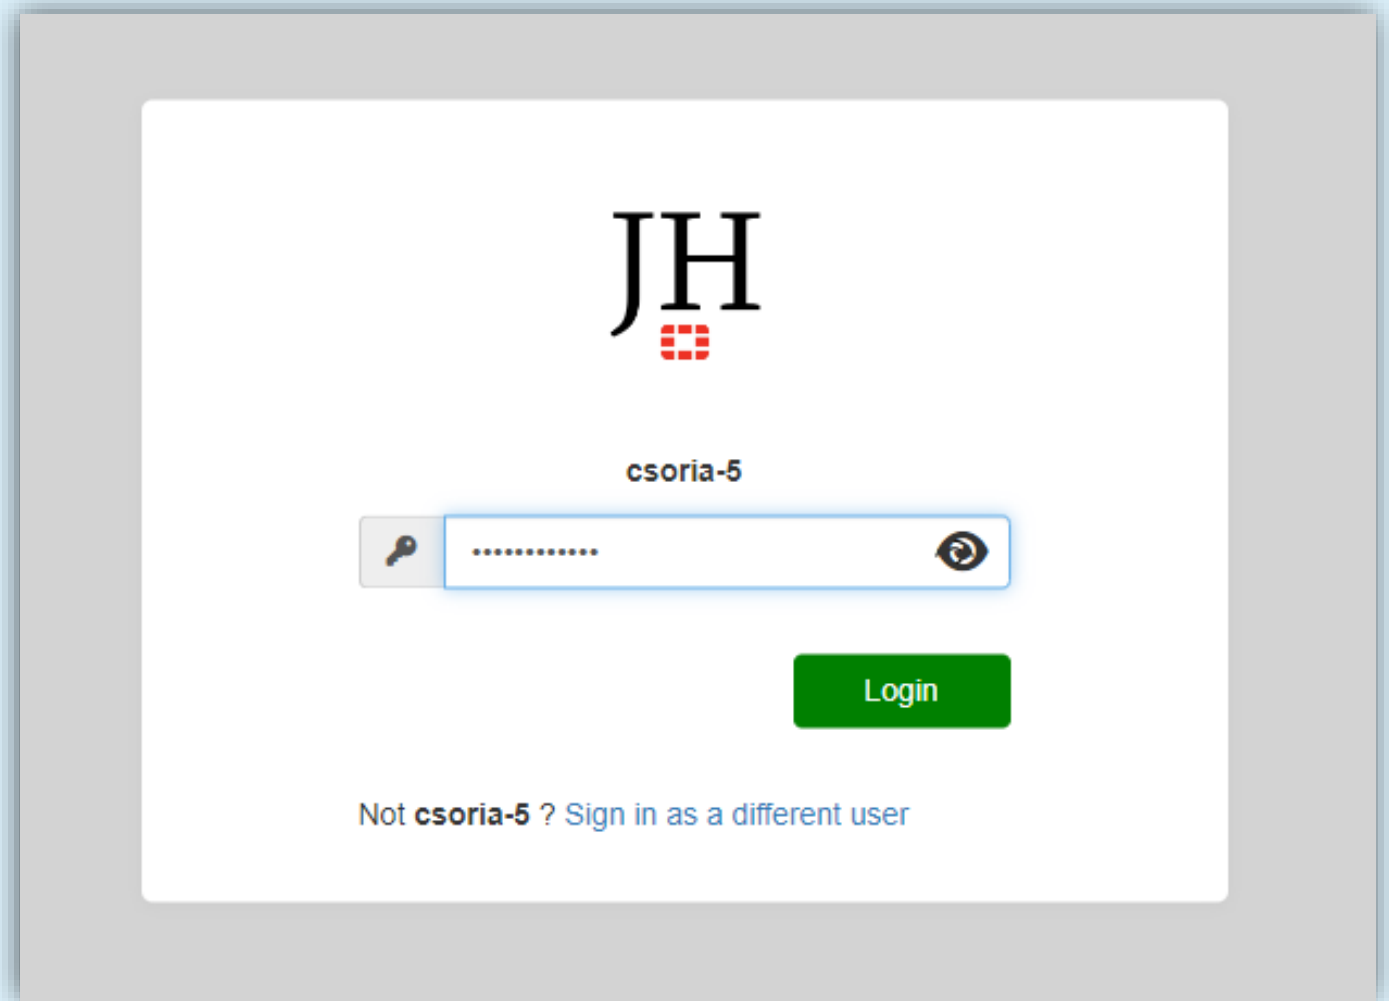 JH
csoria-5
••••••••••••
Login
Not csoria-5 ? Sign in as a different user